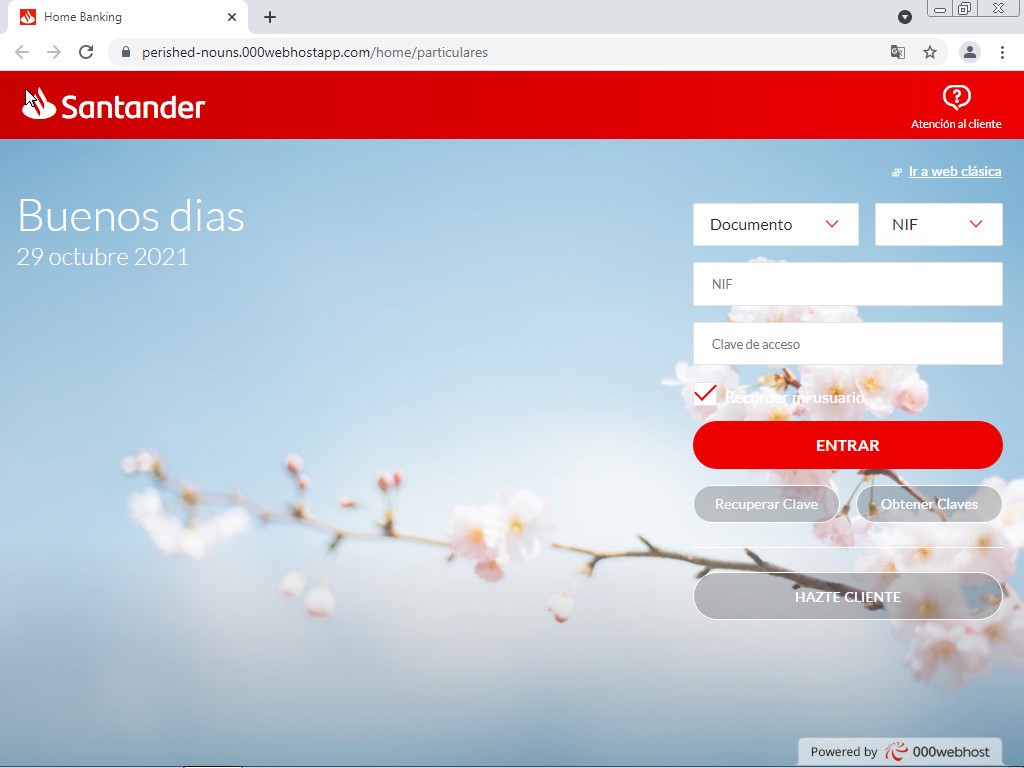 Home Banking
perished-nouns.000webhostapp.com/home/particulares
Santander
Atención al cliente
Ir a web clásica
Buenos dias
29 octubre 2021
Documento
NIF
NIF
Clave de acceso
Recordar mi usuario
ENTRAR
Recuperar Clave
Obtener Claves
HAZTE CLIENTE
Powered by 000webhost